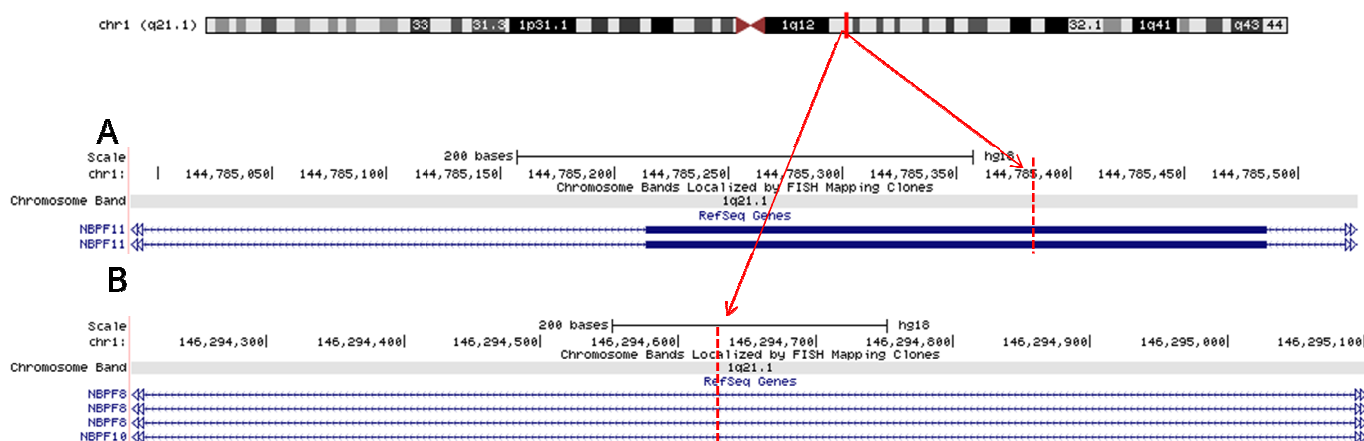 chr1 (q21.1) 33 31.3 1p31.1 1q12 32.1 1q41 q43 44
A
Scale 200 bases hg18
chr1: 144,785,050 144,785,100 144,785,150 144,785,200 144,785,250 144,785,300 144,785,350 144,785,400 144,785,450 144,785,500
Chromosome Bands Localized by FISH Mapping Clones
Chromosome Band 1q21.1
RefSeq Genes
NBPF11
NBPF11
B
Scale 200 bases hg18
chr1: 146,294,300 146,294,400 146,294,500 146,294,600 146,294,700 146,294,800 146,294,900 146,295,000 146,295,100
Chromosome Bands Localized by FISH Mapping Clones
Chromosome Band 1q21.1
RefSeq Genes
NBPF8
NBPF8
NBPF8
NBPF10